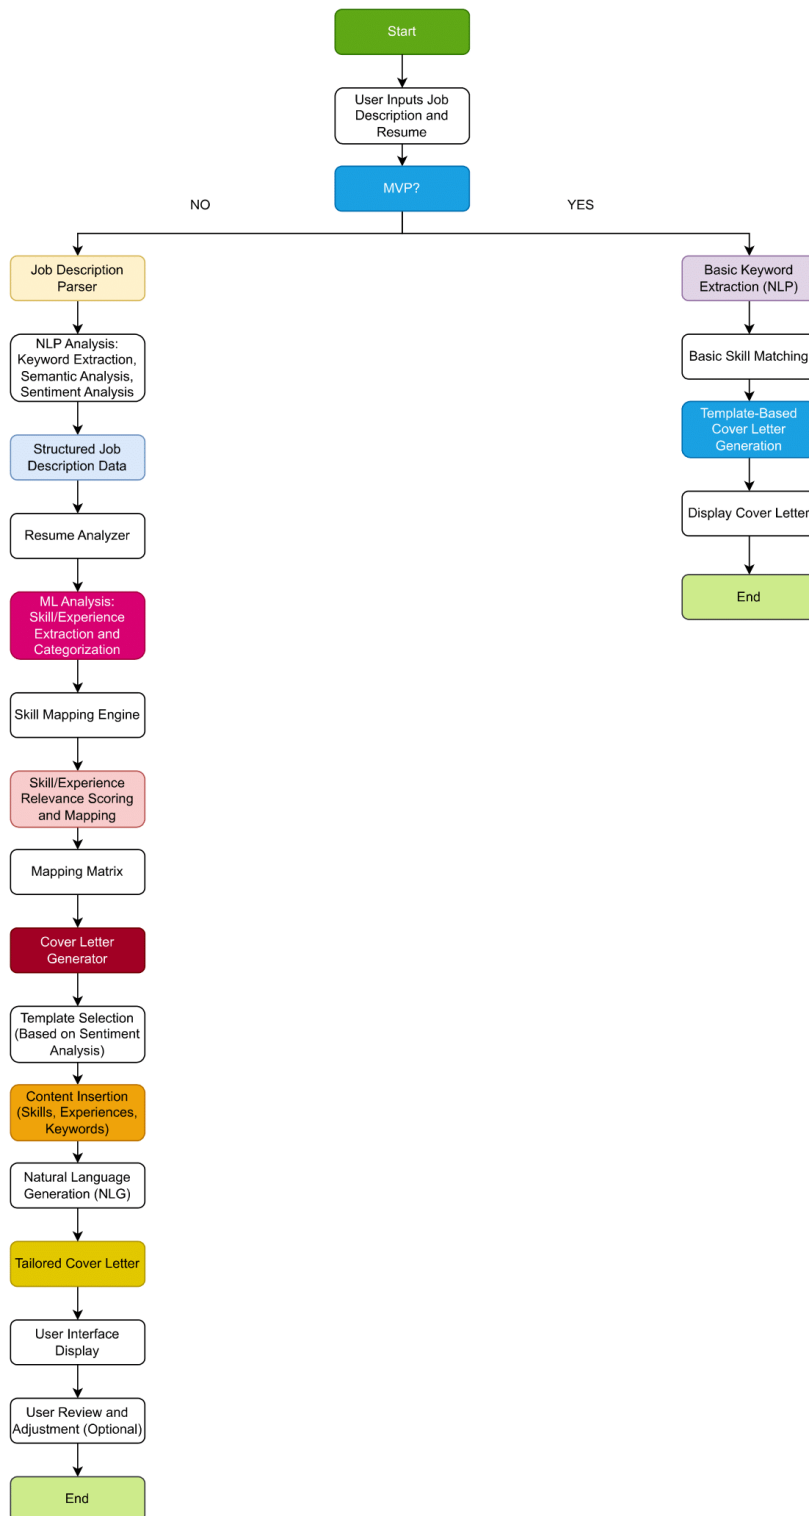 Start
User Inputs Job
Description and
Resume
MVP?
NO
YES
Job Description
Parser
NLP Analysis:
Keyword Extraction,
Semantic Analysis,
Sentiment Analysis
Structured Job
Description Data
Resume Analyzer
ML Analysis:
Skill/Experience
Extraction and
Categorization
Skill Mapping Engine
Skill/Experience
Relevance Scoring
and Mapping
Mapping Matrix
Cover Letter
Generator
Template Selection
(Based on Sentiment
Analysis)
Content Insertion
(Skills, Experiences,
Keywords)
Natural Language
Generation (NLG)
Tailored Cover Letter
User Interface
Display
User Review and
Adjustment (Optional)
End
Basic Keyword
Extraction (NLP)
Basic Skill Matching
Template-Based
Cover Letter
Generation
Display Cover Letter
End